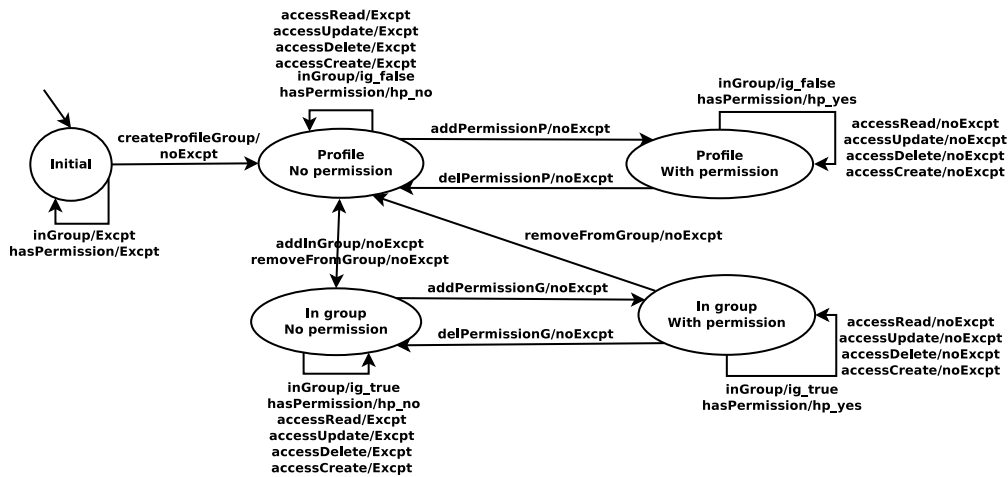 accessRead/Excpt
accessUpdate/Excpt
accessDelete/Excpt
accessCreate/Excpt
inGroup/ig_false
hasPermission/hp_no
inGroup/ig_false
hasPermission/hp_yes
createProfileGroup/
noExcpt
addPermissionP/noExcpt
accessRead/noExcpt
accessUpdate/noExcpt
accessDelete/noExcpt
accessCreate/noExcpt
Initial
Profile
No permission
Profile
With permission
delPermissionP/noExcpt
inGroup/Excpt
hasPermission/Excpt
addInGroup/noExcpt
removeFromGroup/noExcpt
removeFromGroup/noExcpt
addPermissionG/noExcpt
In group
No permission
In group
With permission
delPermissionG/noExcpt
accessRead/noExcpt
accessUpdate/noExcpt
accessDelete/noExcpt
accessCreate/noExcpt
inGroup/ig_true
hasPermission/hp_no
accessRead/Excpt
accessUpdate/Excpt
accessDelete/Excpt
accessCreate/Excpt
inGroup/ig_true
hasPermission/hp_yes